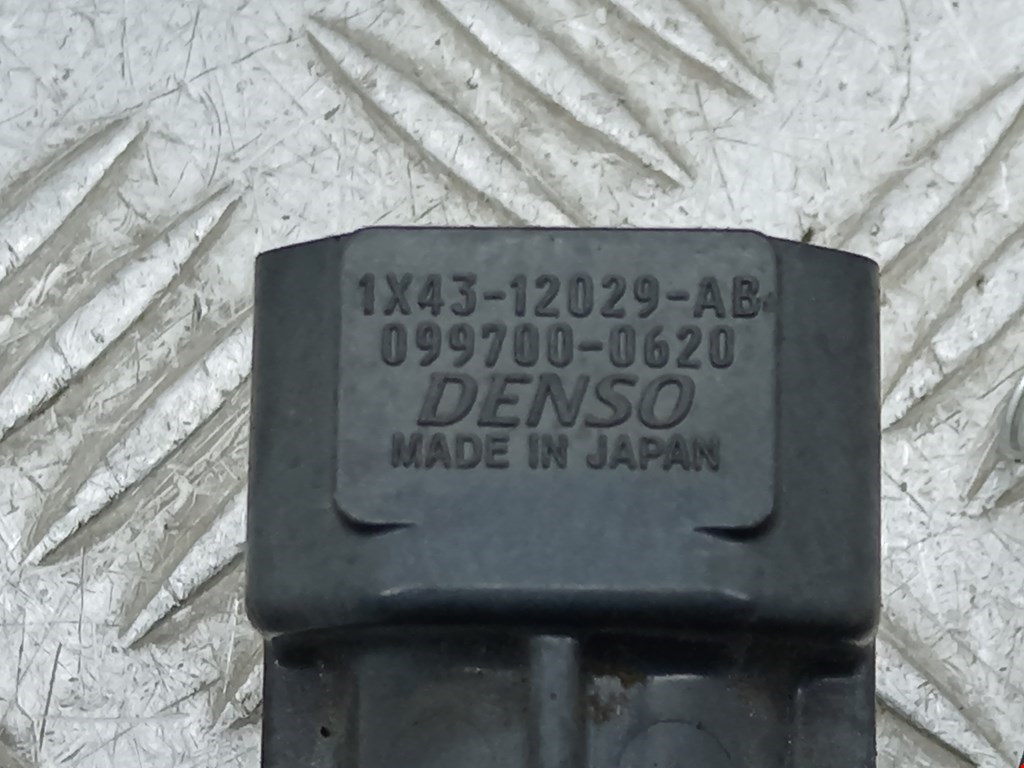 1X43-12029-AB
099700-0620
DENSO
MADE IN JAPAN